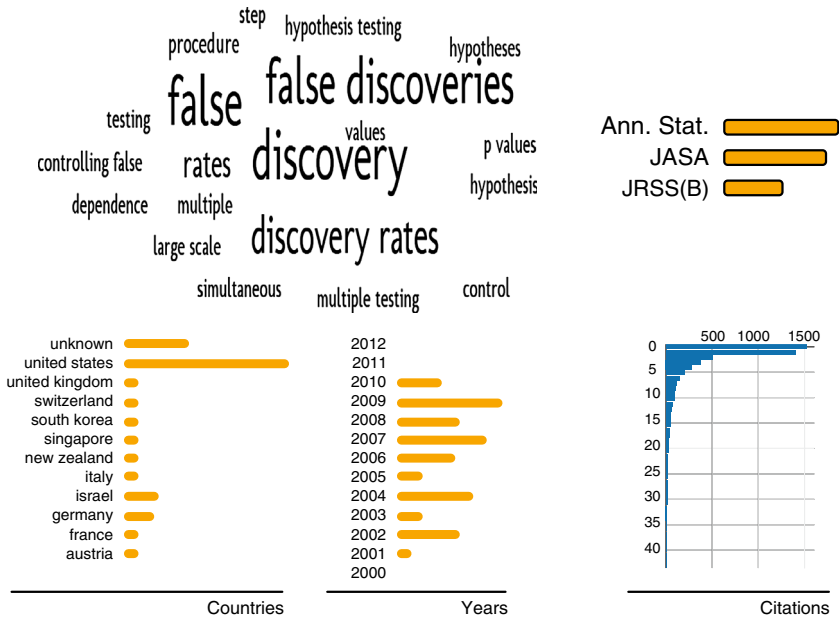 step
hypothesis testing
procedure
hypotheses
false discoveries
false
testing
values
discovery
p values
controlling false
rates
hypothesis
dependence
multiple
discovery rates
large scale
simultaneous
multiple testing
control
Ann. Stat.
JASA
JRSS(B)
unknown
united states
united kingdom
switzerland
south korea
singapore
new zealand
italy
israel
germany
france
austria
Countries
2012
2011
2010
2009
2008
2007
2006
2005
2004
2003
2002
2001
2000
Years
500 1000 1500
0
5
10
15
20
25
30
35
40
Citations